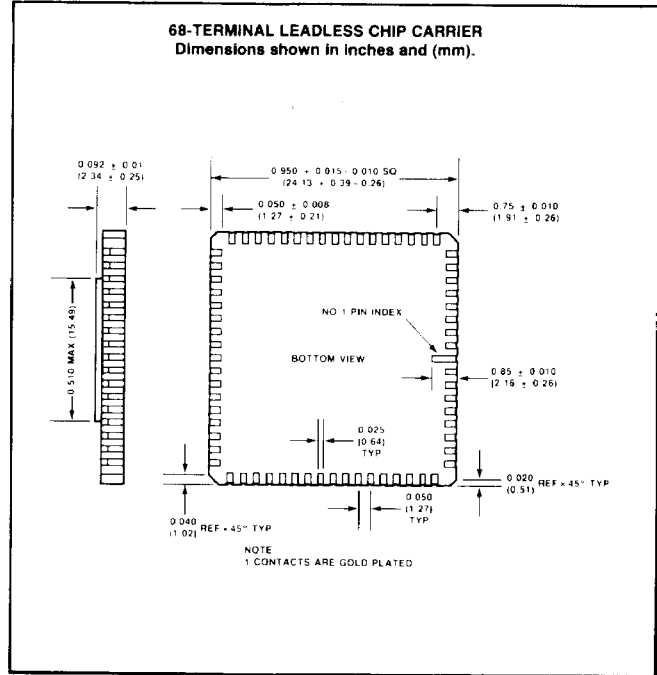 68-TERMINAL LEADLESS CHIP CARRIER
Dimensions shown in inches and (mm).
0.092 ± 0.01
(2.34 ± 0.25)
0.950 + 0.015 - 0.010 SQ
(24.13 + 0.39 - 0.26)
0.050 ± 0.008
(1.27 ± 0.21)
0.75 ± 0.010
(1.91 ± 0.26)
0.510 MAX (15.49)
NO 1 PIN INDEX
BOTTOM VIEW
0.85 ± 0.010
(2.16 ± 0.26)
0.025
(0.64)
TYP
0.040
(1.02) REF × 45° TYP
0.050
(1.27)
TYP
0.020
(0.51) REF × 45° TYP
NOTE
1 CONTACTS ARE GOLD PLATED